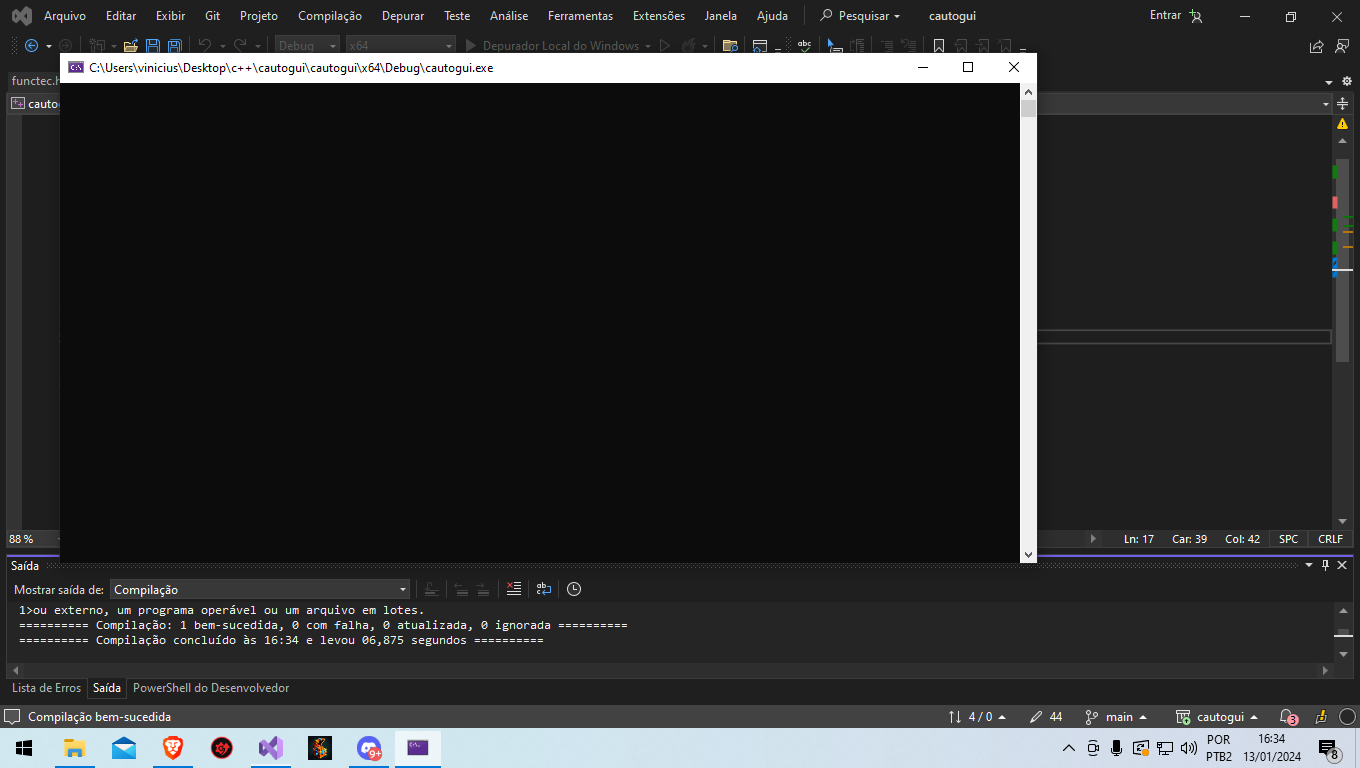 Arquivo Editar Exibir Git Projeto Compilação Depurar Teste Análise Ferramentas Extensões Janela Ajuda Pesquisar cautogui Entrar
Debug x64 Depurador Local do Windows
C:\Users\vinicius\Desktop\c++\cautogui\cautogui\x64\Debug\cautogui.exe
functec.h
cauto
88 % Ln: 17 Car: 39 Col: 42 SPC CRLF
Saída
Mostrar saída de: Compilação
1>ou externo, um programa operável ou um arquivo em lotes.
========== Compilação: 1 bem-sucedida, 0 com falha, 0 atualizada, 0 ignorada ==========
========== Compilação concluído às 16:34 e levou 06,875 segundos ==========
Lista de Erros Saída PowerShell do Desenvolvedor
Compilação bem-sucedida 4 / 0 44 main cautogui 3
9+ POR 16:34
PTB2 13/01/2024 8